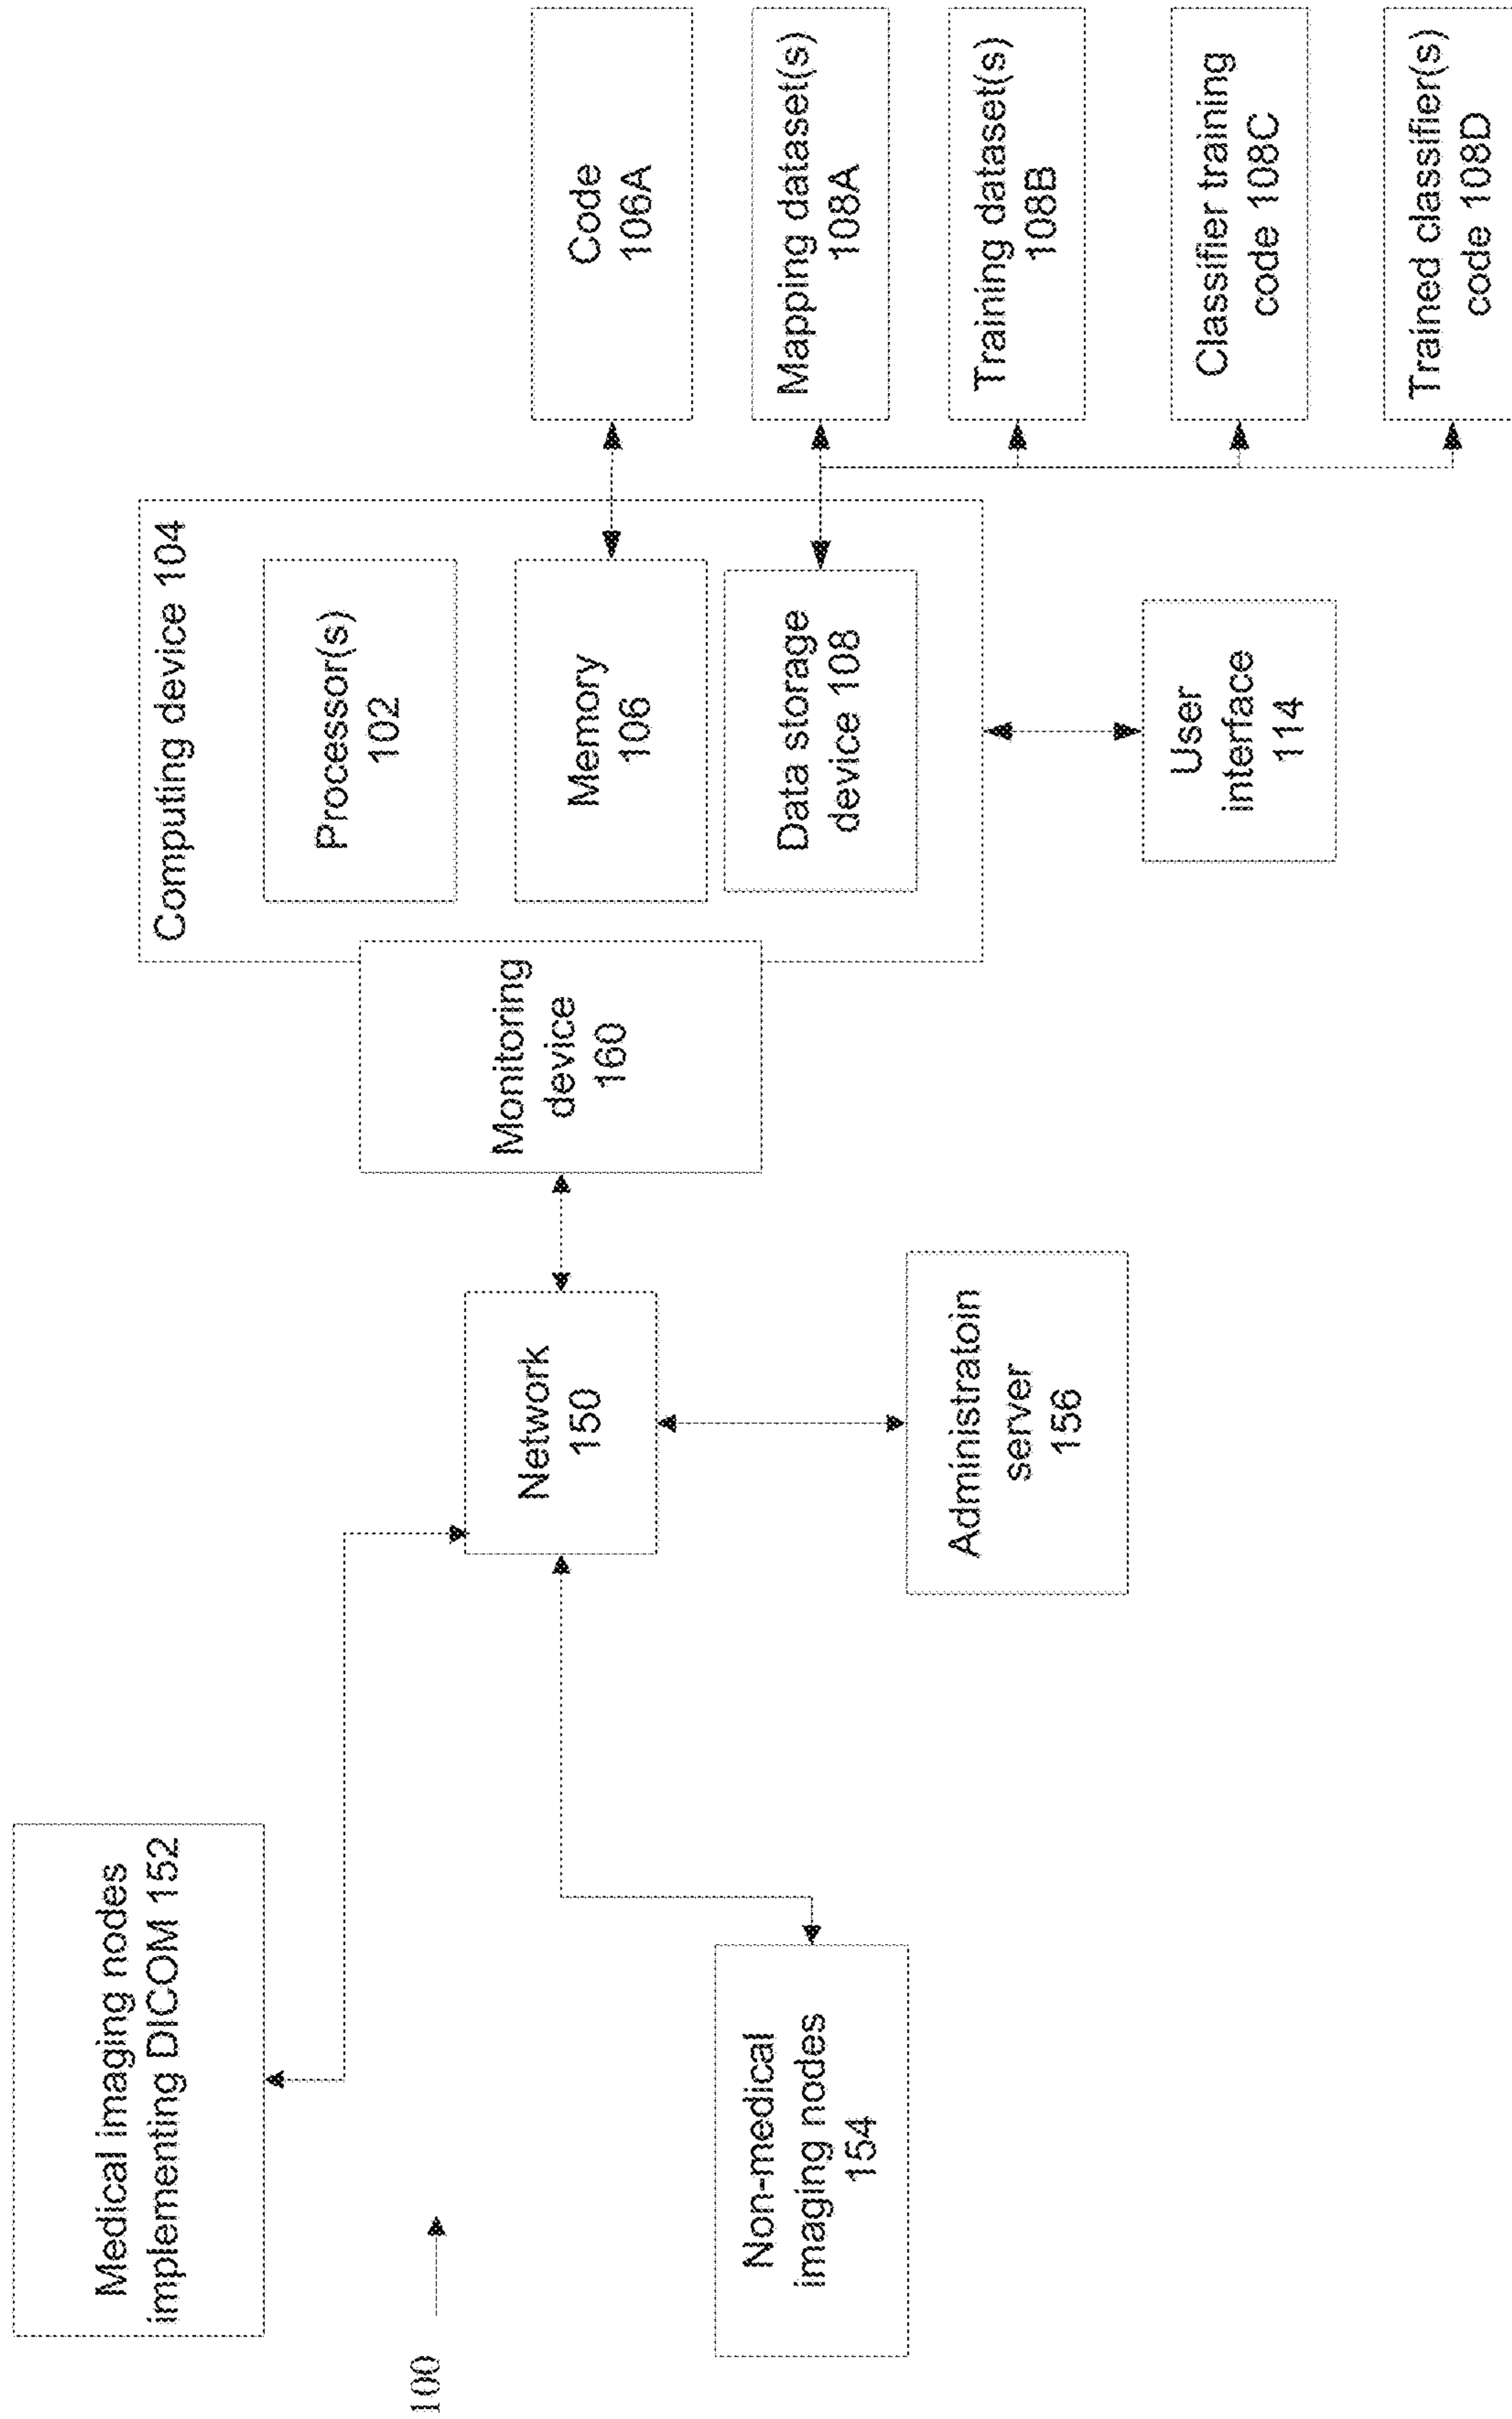 100
Medical imaging nodes
implementing DICOM 152
Non-medical
imaging nodes
154
Network
150
Administratoin
server
156
Monitoring
device
160
Computing device 104
Processor(s)
102
Memory
106
Data storage
device 108
User
interface
114
Code
106A
Mapping dataset(s)
108A
Training dataset(s)
108B
Classifier training
code 108C
Trained classifier(s)
code 108D